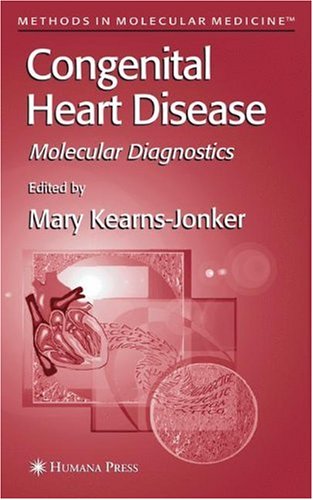 METHODS IN MOLECULAR MEDICINE™
Congenital
Heart Disease
Molecular Diagnostics
Edited by
Mary Kearns-Jonker
HUMANA PRESS